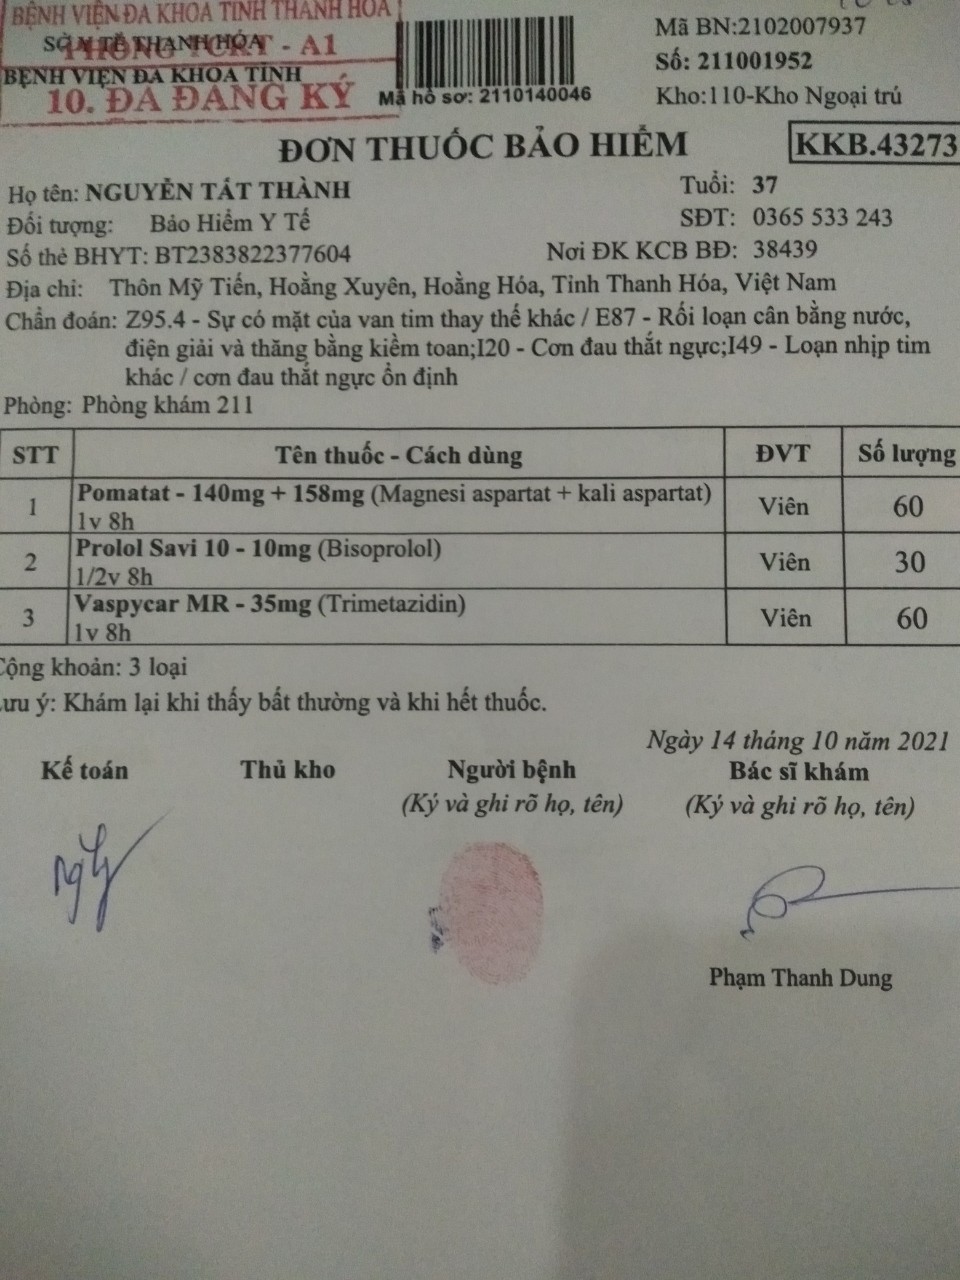 BỆNH VIỆN ĐA KHOA TỈNH THANH HÓA
SỞ Y TẾ THANH HÓA
PHÒNG TCKT - A1
BỆNH VIỆN ĐA KHOA TỈNH
10. ĐÃ ĐĂNG KÝ
Mã hồ sơ: 2110140046
Mã BN:2102007937
Số: 211001952
Kho:110-Kho Ngoại trú
ĐƠN THUỐC BẢO HIỂM
KKB.43273
Họ tên: NGUYỄN TẤT THÀNH
Tuổi: 37
Đối tượng: Bảo Hiểm Y Tế
SĐT: 0365 533 243
Số thẻ BHYT: BT2383822377604
Nơi ĐK KCB BĐ: 38439
Địa chỉ: Thôn Mỹ Tiến, Hoằng Xuyên, Hoằng Hóa, Tỉnh Thanh Hóa, Việt Nam
Chẩn đoán: Z95.4 - Sự có mặt của van tim thay thế khác / E87 - Rối loạn cân bằng nước,
điện giải và thăng bằng kiềm toan;I20 - Cơn đau thắt ngực;I49 - Loạn nhịp tim
khác / cơn đau thắt ngực ổn định
Phòng: Phòng khám 211
STT Tên thuốc - Cách dùng ĐVT Số lượng
1 Pomatat - 140mg + 158mg (Magnesi aspartat + kali aspartat) Viên 60
1v 8h
2 Prolol Savi 10 - 10mg (Bisoprolol) Viên 30
1/2v 8h
3 Vaspycar MR - 35mg (Trimetazidin) Viên 60
1v 8h
Cộng khoản: 3 loại
Lưu ý: Khám lại khi thấy bất thường và khi hết thuốc.
Ngày 14 tháng 10 năm 2021
Kế toán Thủ kho Người bệnh Bác sĩ khám
(Ký và ghi rõ họ, tên) (Ký và ghi rõ họ, tên)
Phạm Thanh Dung